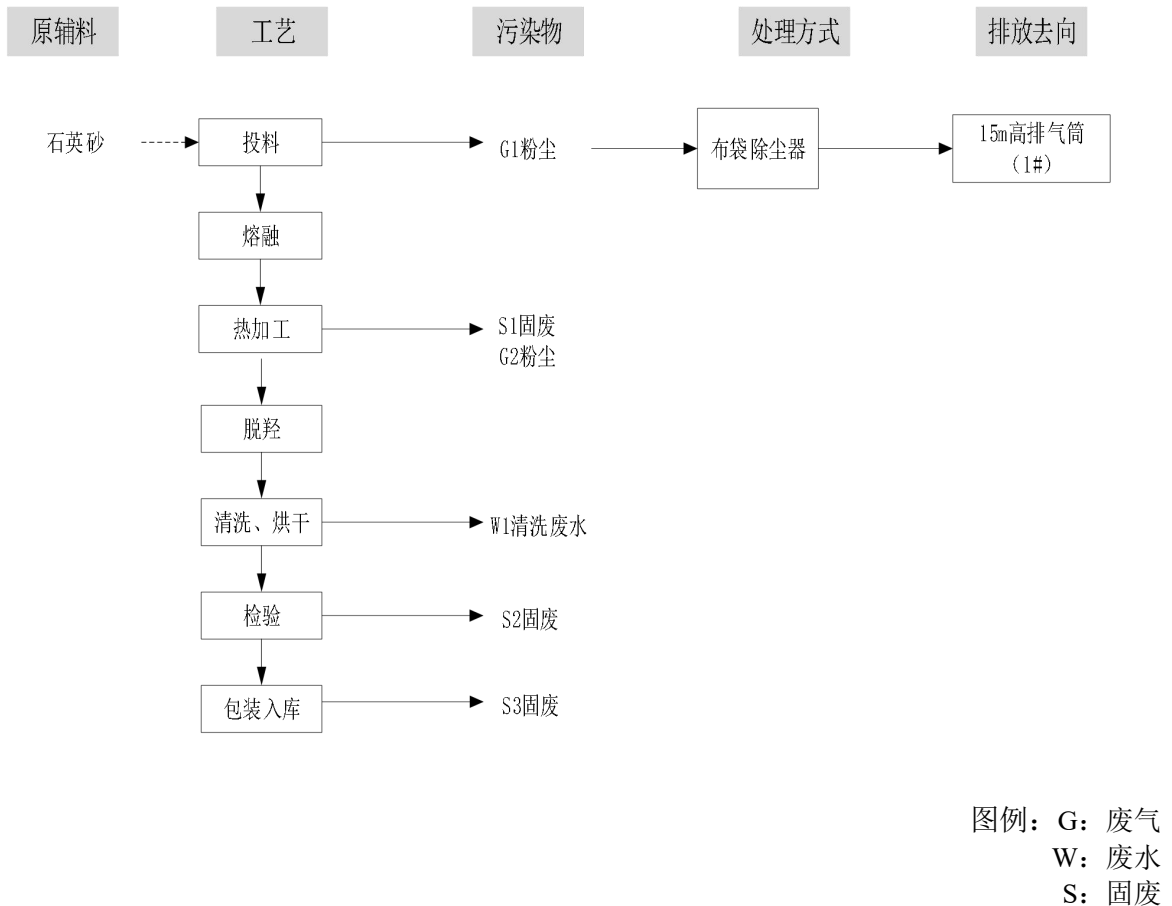 原辅料
工艺
污染物
处理方式
排放去向
石英砂
投料
G1粉尘
布袋除尘器
15m高排气筒
（1#）
熔融
热加工
S1固废
G2粉尘
脱羟
清洗、烘干
W1清洗废水
检验
S2固废
包装入库
S3固废
图例：G：废气
W：废水
S：固废